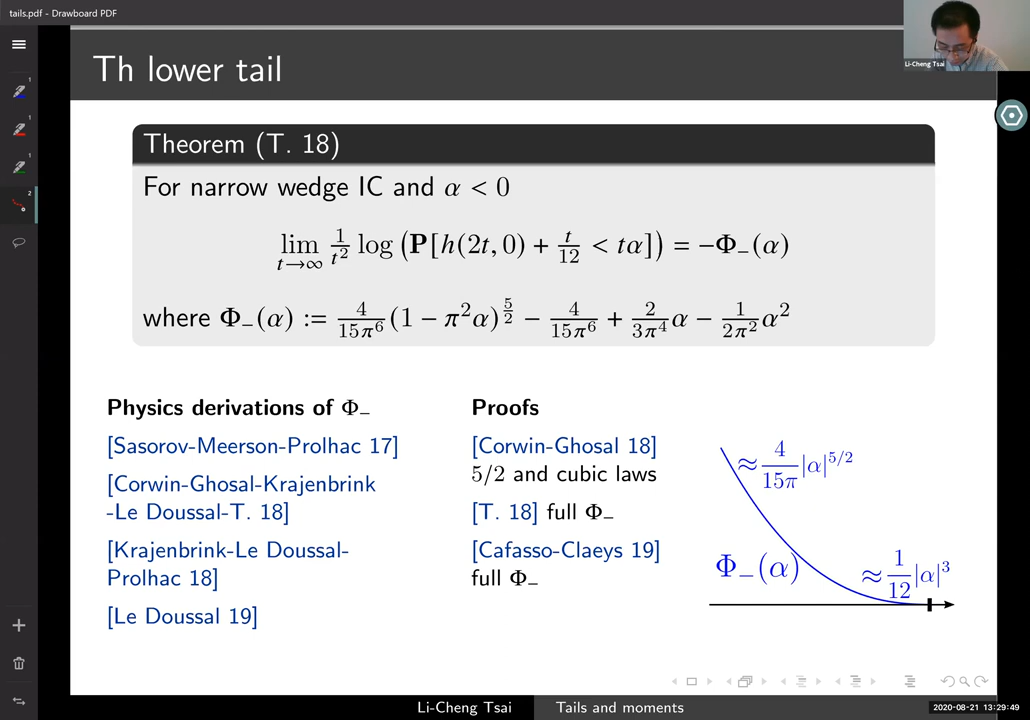 tails.pdf - Drawboard PDF
Li-Cheng Tsai
Th lower tail
Theorem (T. 18)
For narrow wedge IC and α < 0
lim t→∞ 1/t² log (P[h(2t, 0) + t/12 < tα]) = −Φ₋(α)
where Φ₋(α) := 4/15π⁶ (1 − π²α)^5/2 − 4/15π⁶ + 2/3π⁴ α − 1/2π² α²
Physics derivations of Φ₋
[Sasorov-Meerson-Prolhac 17]
[Corwin-Ghosal-Krajenbrink
-Le Doussal-T. 18]
[Krajenbrink-Le Doussal-
Prolhac 18]
[Le Doussal 19]
Proofs
[Corwin-Ghosal 18]
5/2 and cubic laws
[T. 18] full Φ₋
[Cafasso-Claeys 19]
full Φ₋
≈ 4/15π |α|^5/2
Φ₋(α)
≈ 1/12 |α|³
Li-Cheng Tsai
Tails and moments
2020-08-21 13:29:49